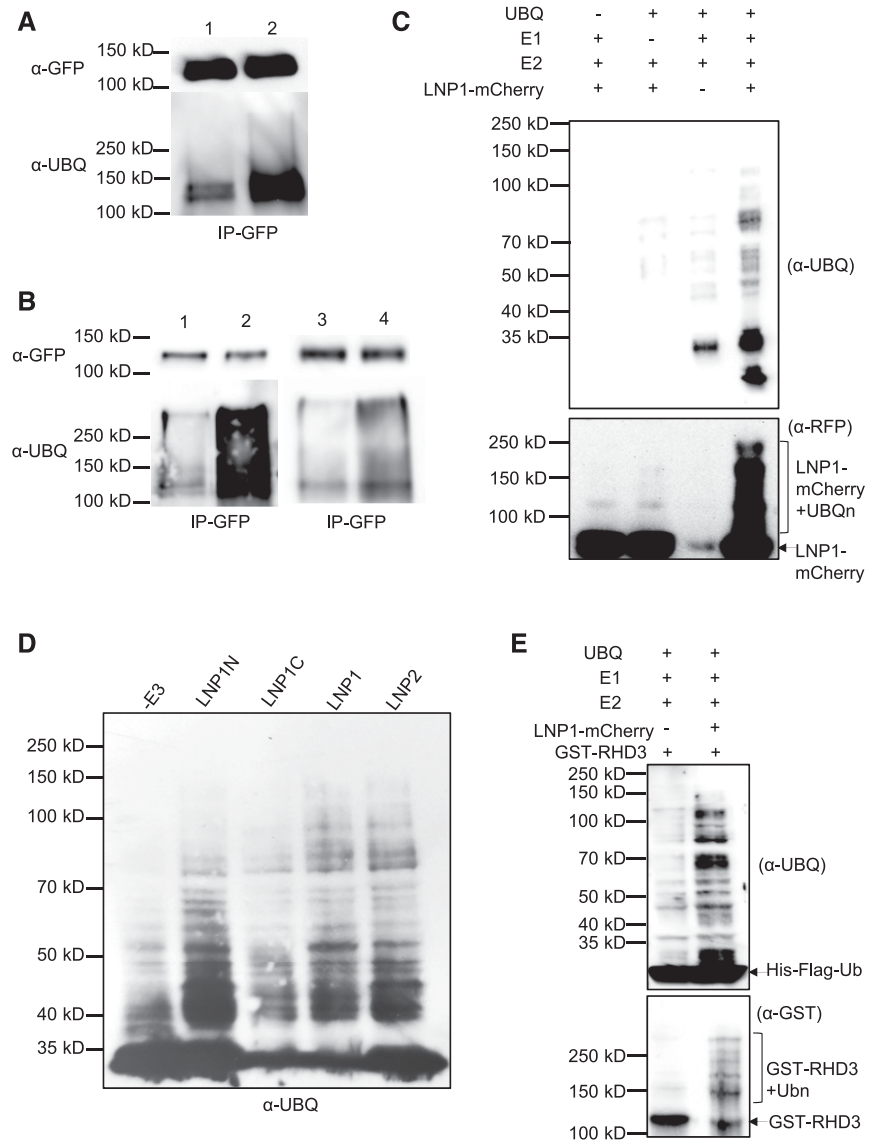 A
1 2
150 kD
α-GFP
100 kD
250 kD
α-UBQ
150 kD
100 kD
IP-GFP
B
1 2 3 4
150 kD
α-GFP
100 kD
250 kD
α-UBQ
150 kD
100 kD
IP-GFP IP-GFP
C
UBQ - + + +
E1 + - + +
E2 + + + +
LNP1-mCherry + + - +
250 kD
150 kD
100 kD
70 kD
50 kD
40 kD
35 kD
(α-UBQ)
(α-RFP)
250 kD
150 kD
100 kD
LNP1-
mCherry
+UBQn
LNP1-
mCherry
D
-E3 LNP1N LNP1C LNP1 LNP2
250 kD
150 kD
100 kD
70 kD
50 kD
40 kD
35 kD
α-UBQ
E
UBQ + +
E1 + +
E2 + +
LNP1-mCherry - +
GST-RHD3 + +
250 kD
150 kD
100 kD
70 kD
50 kD
40 kD
35 kD
(α-UBQ)
His-Flag-Ub
(α-GST)
250 kD
150 kD
100 kD
GST-RHD3
+Ubn
GST-RHD3